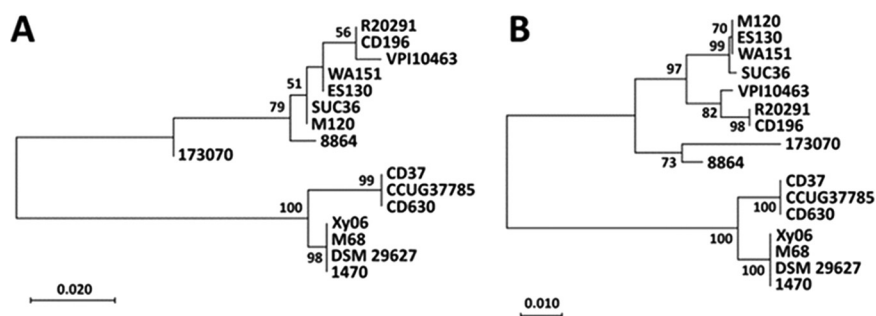 A
56
R20291
CD196
VPI10463
51
WA151
ES130
79
SUC36
M120
8864
173070
99
CD37
CCUG37785
CD630
100
Xy06
M68
98
DSM 29627
1470
0.020
B
70
M120
ES130
99
WA151
97
SUC36
VPI10463
82
R20291
98
CD196
173070
73
8864
CD37
CCUG37785
100
CD630
100
Xy06
M68
100
DSM 29627
1470
0.010